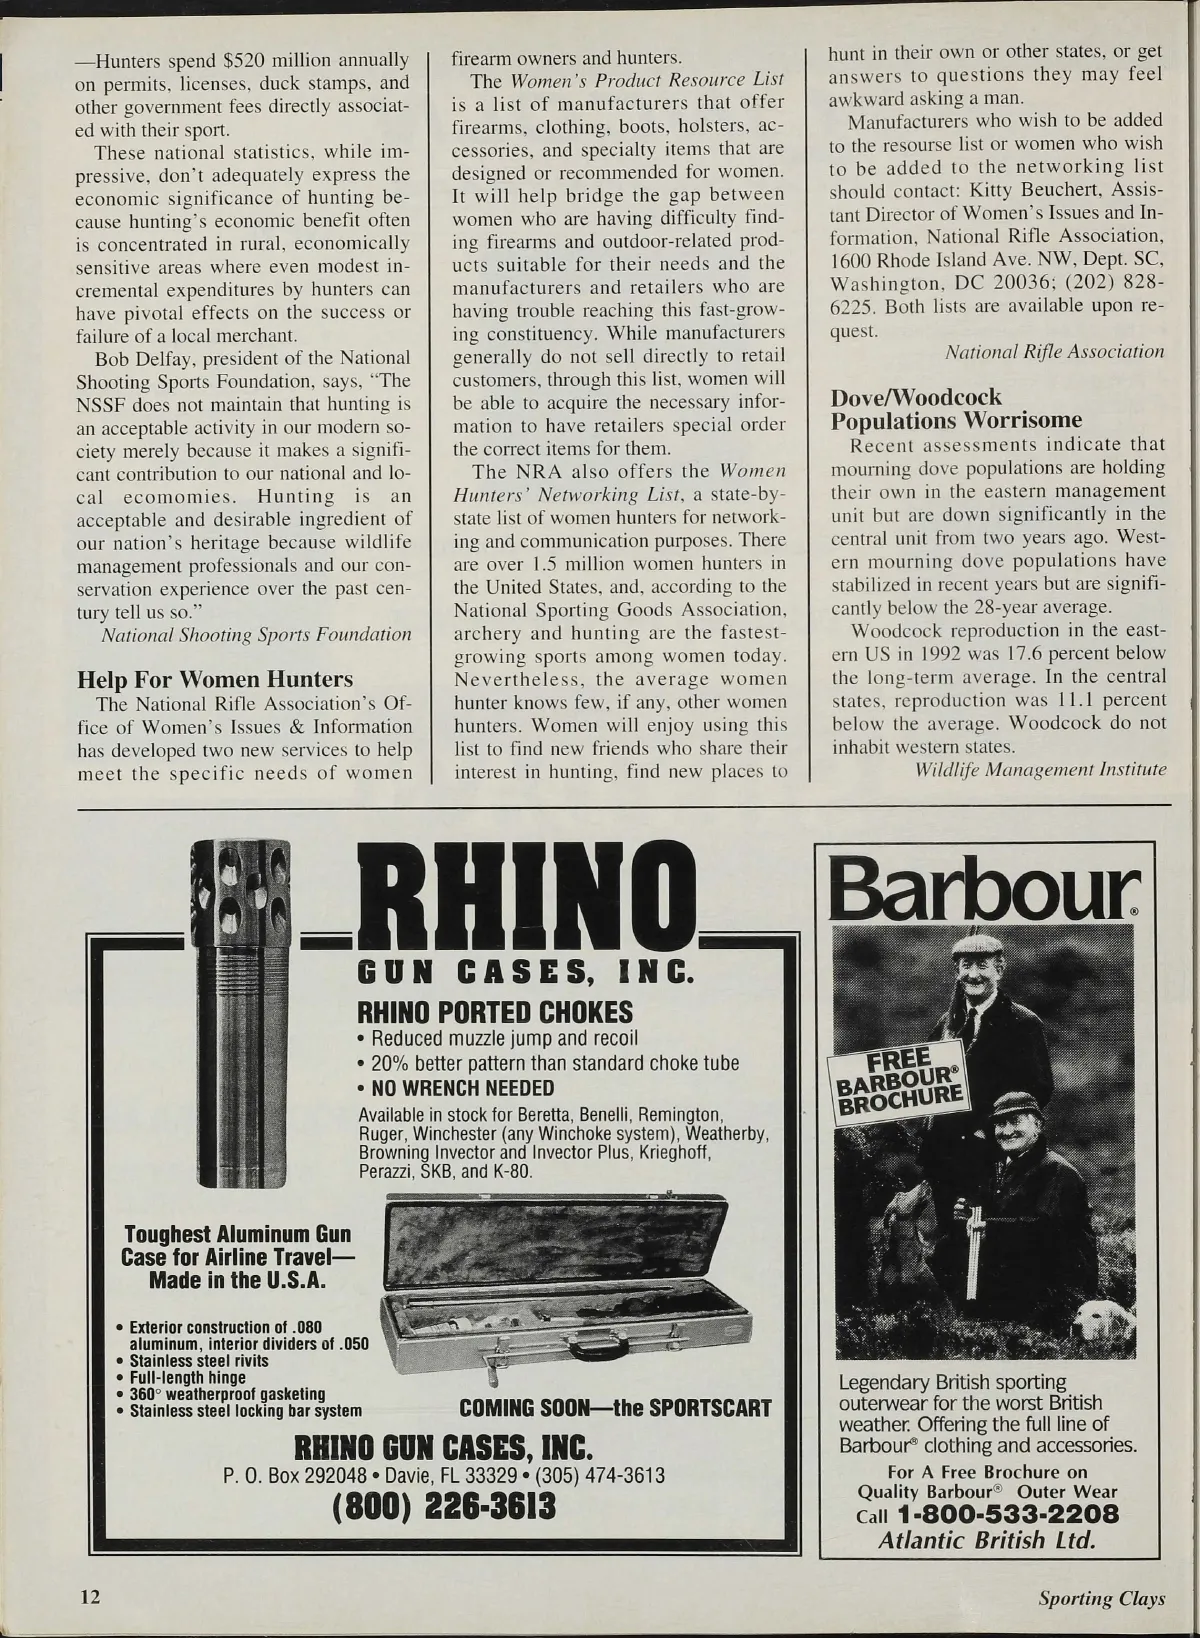 —Hunters spend $520 million annually
on permits, licenses, duck stamps, and
other government fees directly associat-
ed with their sport.
These national statistics, while im-
pressive, don't adequately express the
economic significance of hunting be-
cause hunting's economic benefit often
is concentrated in rural, economically
sensitive areas where even modest in-
cremental expenditures by hunters can
have pivotal effects on the success or
failure of a local merchant.
Bob Delfay, president of the National
Shooting Sports Foundation, says, "The
NSSF does not maintain that hunting is
an acceptable activity in our modern so-
ciety merely because it makes a signifi-
cant contribution to our national and lo-
cal econ­omies. Hunting is an
acceptable and desirable ingredient of
our nation's heritage because wildlife
management professionals and our con-
servation experience over the past cen-
tury tell us so."
National Shooting Sports Foundation
Help For Women Hunters
The National Rifle Association's Of-
fice of Women's Issues & Information
has developed two new services to help
meet the specific needs of women
firearm owners and hunters.
The Women's Product Resource List
is a list of manufacturers that offer
firearms, clothing, boots, holsters, ac-
cessories, and specialty items that are
designed or recommended for women.
It will help bridge the gap between
women who are having difficulty find-
ing firearms and outdoor-related prod-
ucts suitable for their needs and the
manufacturers and retailers who are
having trouble reaching this fast-grow-
ing constituency. While manufacturers
generally do not sell directly to retail
customers, through this list, women will
be able to acquire the necessary infor-
mation to have retailers special order
the correct items for them.
The NRA also offers the Women
Hunters' Networking List, a state-by-
state list of women hunters for network-
ing and communication purposes. There
are over 1.5 million women hunters in
the United States, and, according to the
National Sporting Goods Association,
archery and hunting are the fastest-
growing sports among women today.
Nevertheless, the average women
hunter knows few, if any, other women
hunters. Women will enjoy using this
list to find new friends who share their
interest in hunting, find new places to
hunt in their own or other states, or get
answers to questions they may feel
awkward asking a man.
Manufacturers who wish to be added
to the resourse list or women who wish
to be added to the networking list
should contact: Kitty Beuchert, Assis-
tant Director of Women's Issues and In-
formation, National Rifle Association,
1600 Rhode Island Ave. NW, Dept. SC,
Washington, DC 20036; (202) 828-
6225. Both lists are available upon re-
quest.
National Rifle Association
Dove/Woodcock
Populations Worrisome
Recent assessments indicate that
mourning dove populations are holding
their own in the eastern management
unit but are down significantly in the
central unit from two years ago. West-
ern mourning dove populations have
stabilized in recent years but are signifi-
cantly below the 28-year average.
Woodcock reproduction in the east-
ern US in 1992 was 17.6 percent below
the long-term average. In the central
states, reproduction was 11.1 percent
below the average. Woodcock do not
inhabit western states.
Wildlife Management Institute
RHINO
GUN CASES, INC.
RHINO PORTED CHOKES
• Reduced muzzle jump and recoil
• 20% better pattern than standard choke tube
• NO WRENCH NEEDED
Available in stock for Beretta, Benelli, Remington,
Ruger, Winchester (any Winchoke system), Weatherby,
Browning Invector and Invector Plus, Krieghoff,
Perazzi, SKB, and K-80.
Toughest Aluminum Gun
Case for Airline Travel—
Made in the U.S.A.
• Exterior construction of .080
aluminum, interior dividers of .050
• Stainless steel rivits
• Full-length hinge
• 360° weatherproof gasketing
• Stainless steel locking bar system
COMING SOON—the SPORTSCART
RHINO GUN CASES, INC.
P. O. Box 292048 • Davie, FL 33329 • (305) 474-3613
(800) 226-3613
Barbour®
FREE
BARBOUR®
BROCHURE
Legendary British sporting
outerwear for the worst British
weather. Offering the full line of
Barbour® clothing and accessories.
For A Free Brochure on
Quality Barbour® Outer Wear
Call 1-800-533-2208
Atlantic British Ltd.
12
Sporting Clays